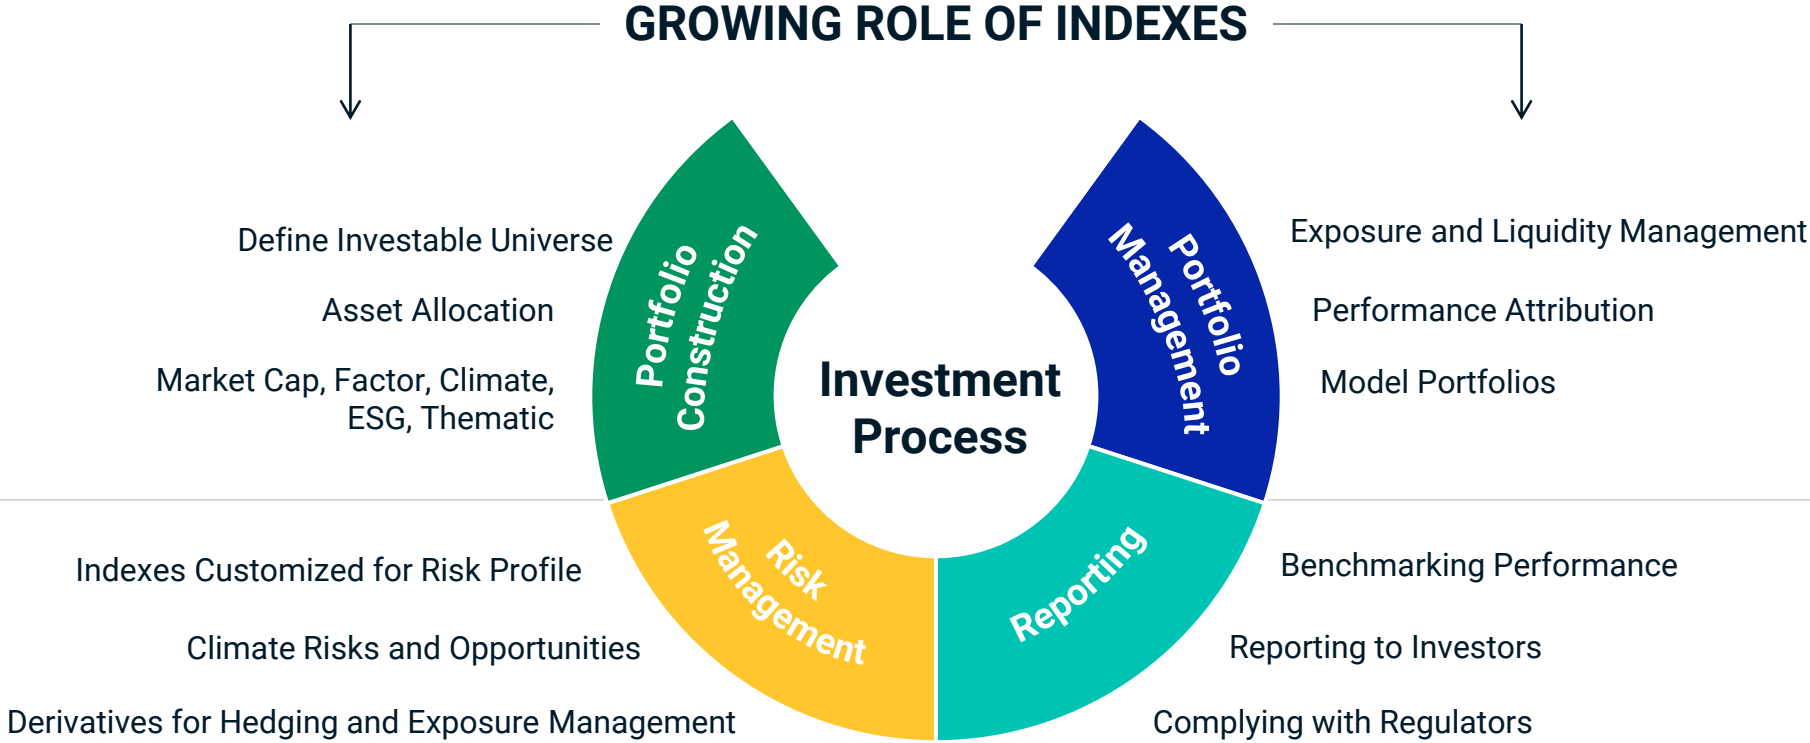 GROWING ROLE OF INDEXES
Define Investable Universe
Asset Allocation
Market Cap, Factor, Climate,
ESG, Thematic
Portfolio
Construction
Investment
Process
Portfolio
Management
Exposure and Liquidity Management
Performance Attribution
Model Portfolios
Indexes Customized for Risk Profile
Climate Risks and Opportunities
Derivatives for Hedging and Exposure Management
Risk
Management
Reporting
Benchmarking Performance
Reporting to Investors
Complying with Regulators